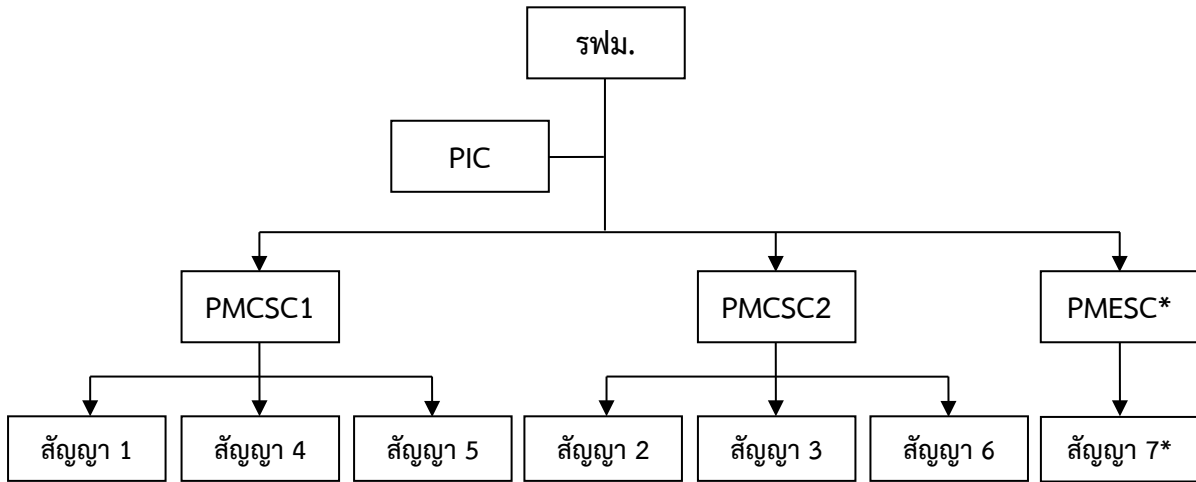 รฟม.
PIC
PMCSC1
PMCSC2
PMESC*
สัญญา 1
สัญญา 4
สัญญา 5
สัญญา 2
สัญญา 3
สัญญา 6
สัญญา 7*